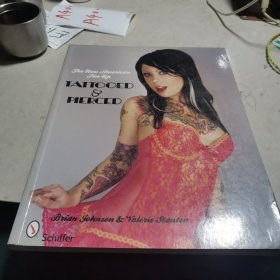 The New American
Pin-Up
TATTOOED
&
PIERCED
Brian Johnson & Valerie Stanton
Schiffer